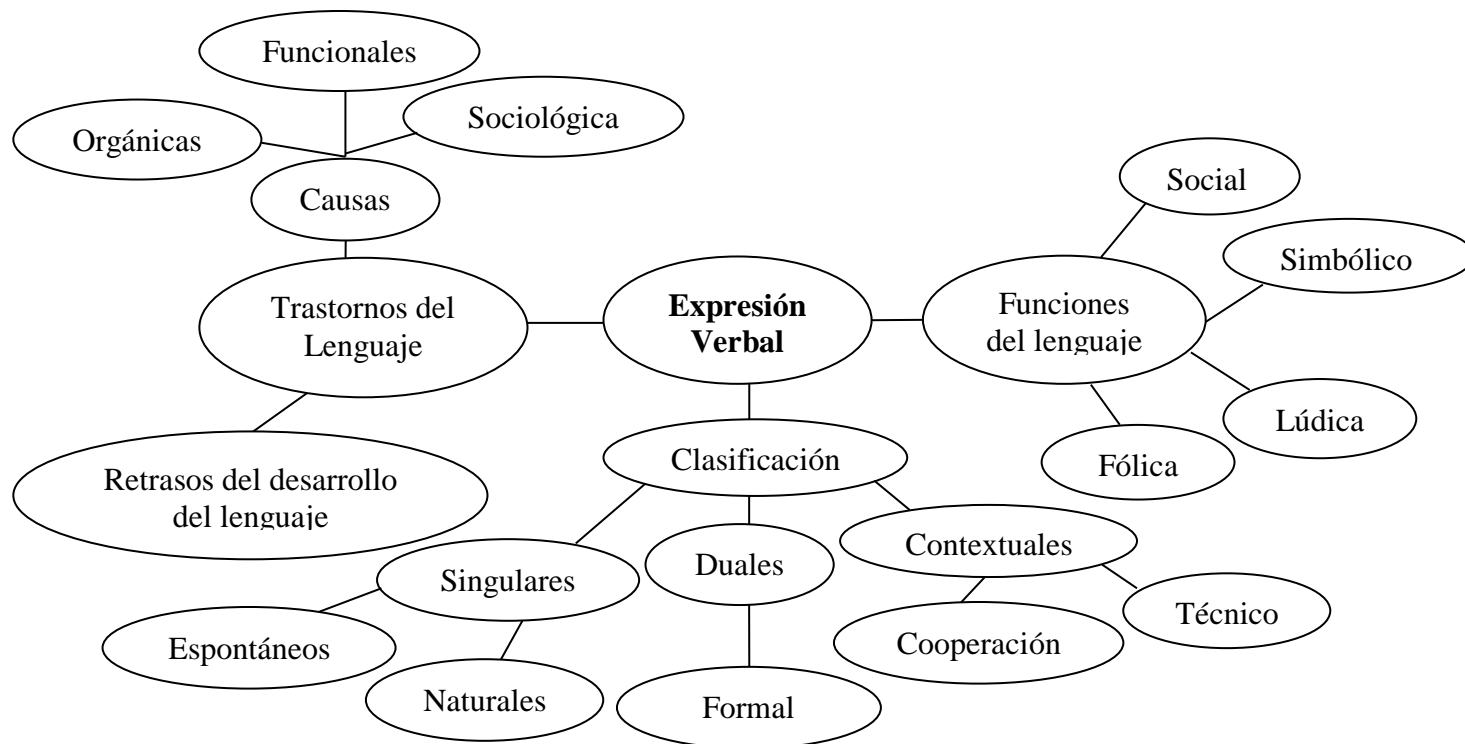 Funcionales
Sociológica
Orgánicas
Causas
Social
Simbólico
Trastornos del
Lenguaje
Expresión
Verbal
Funciones
del lenguaje
Lúdica
Fólica
Clasificación
Retrasos del desarrollo
del lenguaje
Contextuales
Duales
Singulares
Técnico
Cooperación
Espontáneos
Naturales
Formal